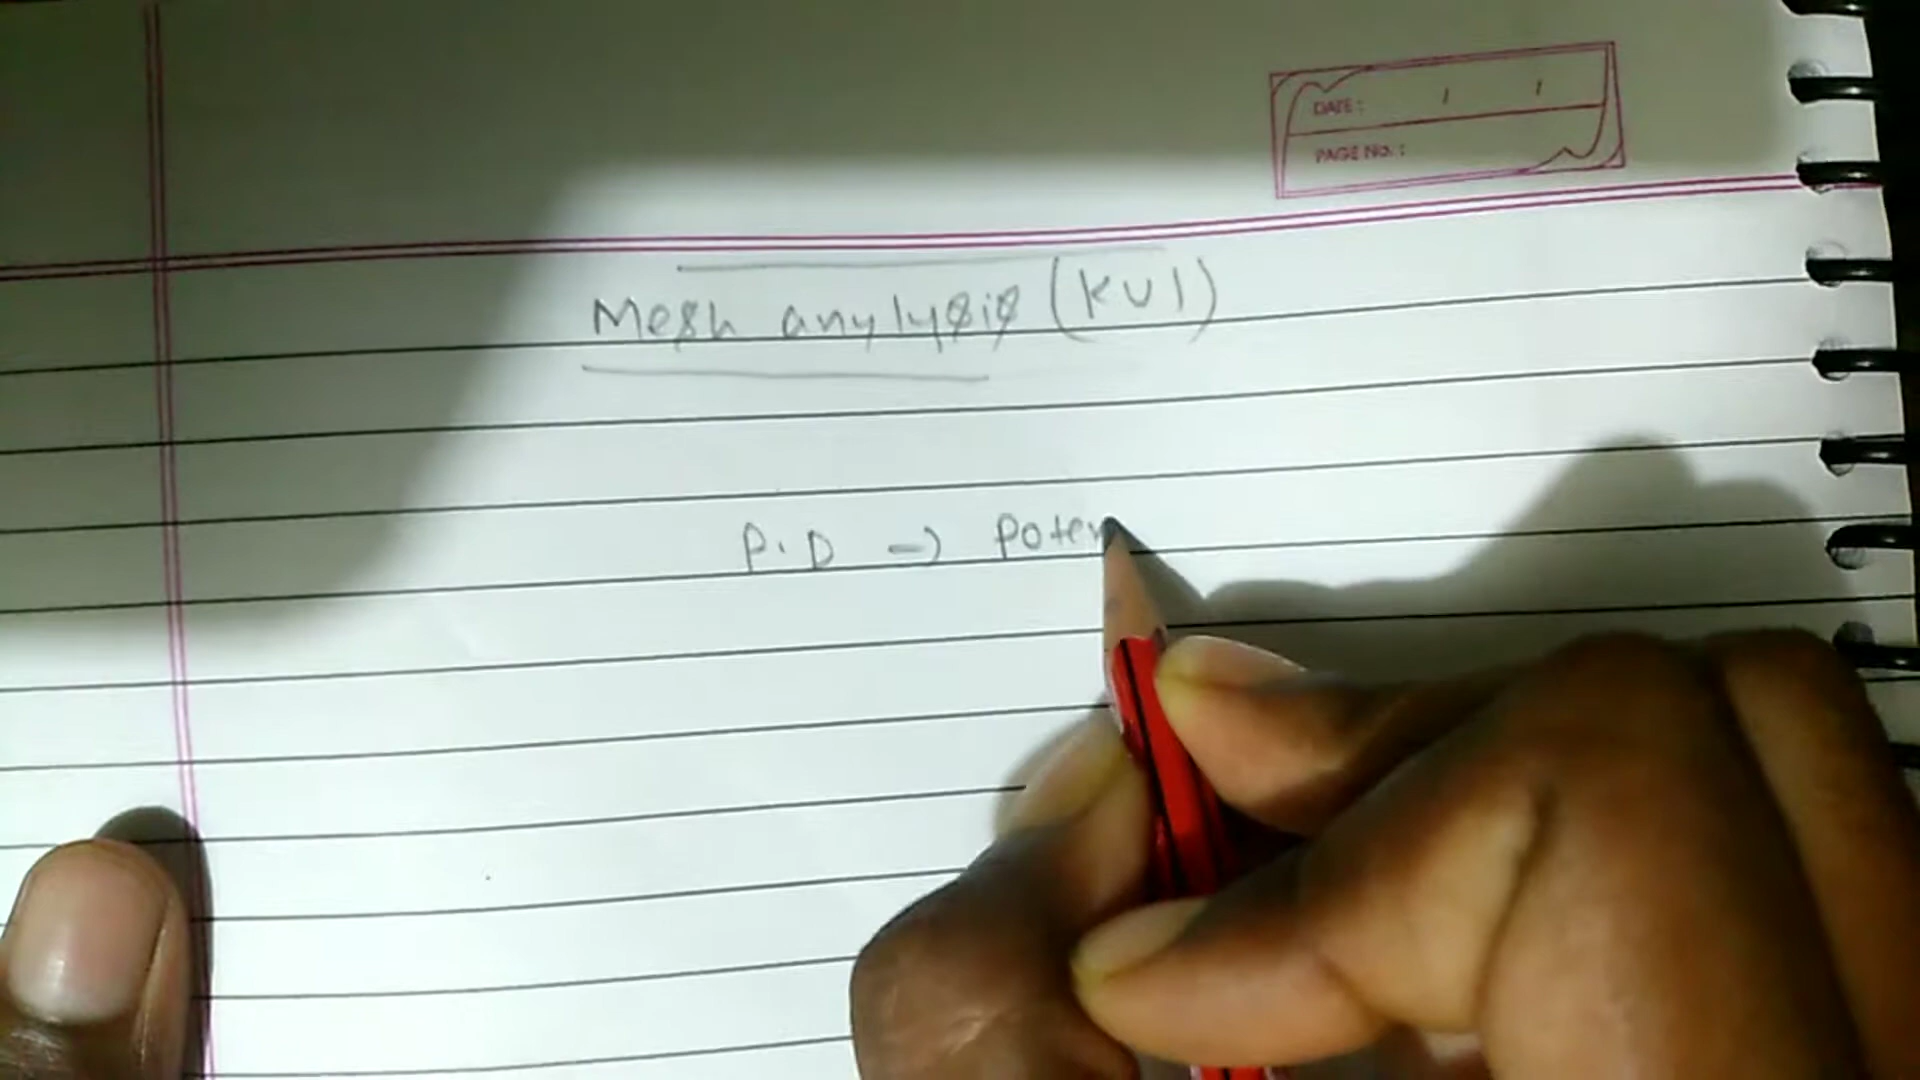 DATE: / /
PAGE No. :
Mesh anylysis (KVL)
P.D → Poten